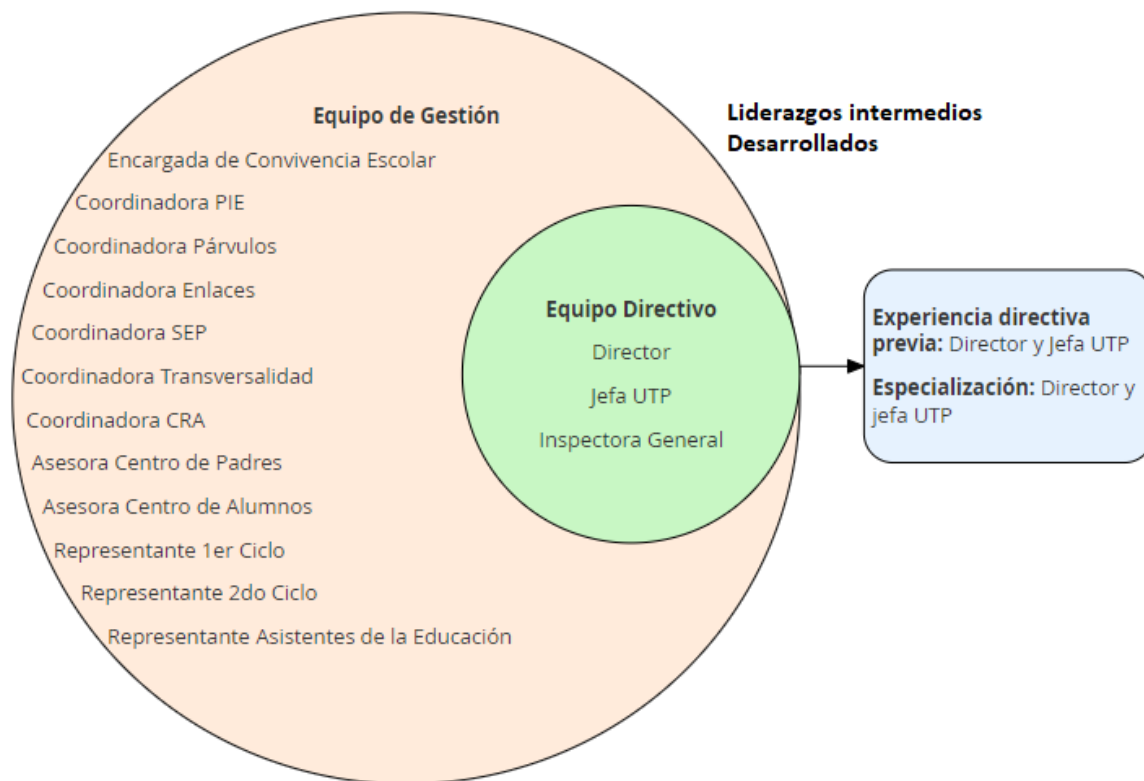 Equipo de Gestión
Encargada de Convivencia Escolar
Coordinadora PIE
Coordinadora Párvulos
Coordinadora Enlaces
Coordinadora SEP
Coordinadora Transversalidad
Coordinadora CRA
Asesora Centro de Padres
Asesora Centro de Alumnos
Representante 1er Ciclo
Representante 2do Ciclo
Representante Asistentes de la Educación
Liderazgos intermedios
Desarrollados
Equipo Directivo
Director
Jefa UTP
Inspectora General
Experiencia directiva
previa: Director y Jefa UTP
Especialización: Director y
jefa UTP